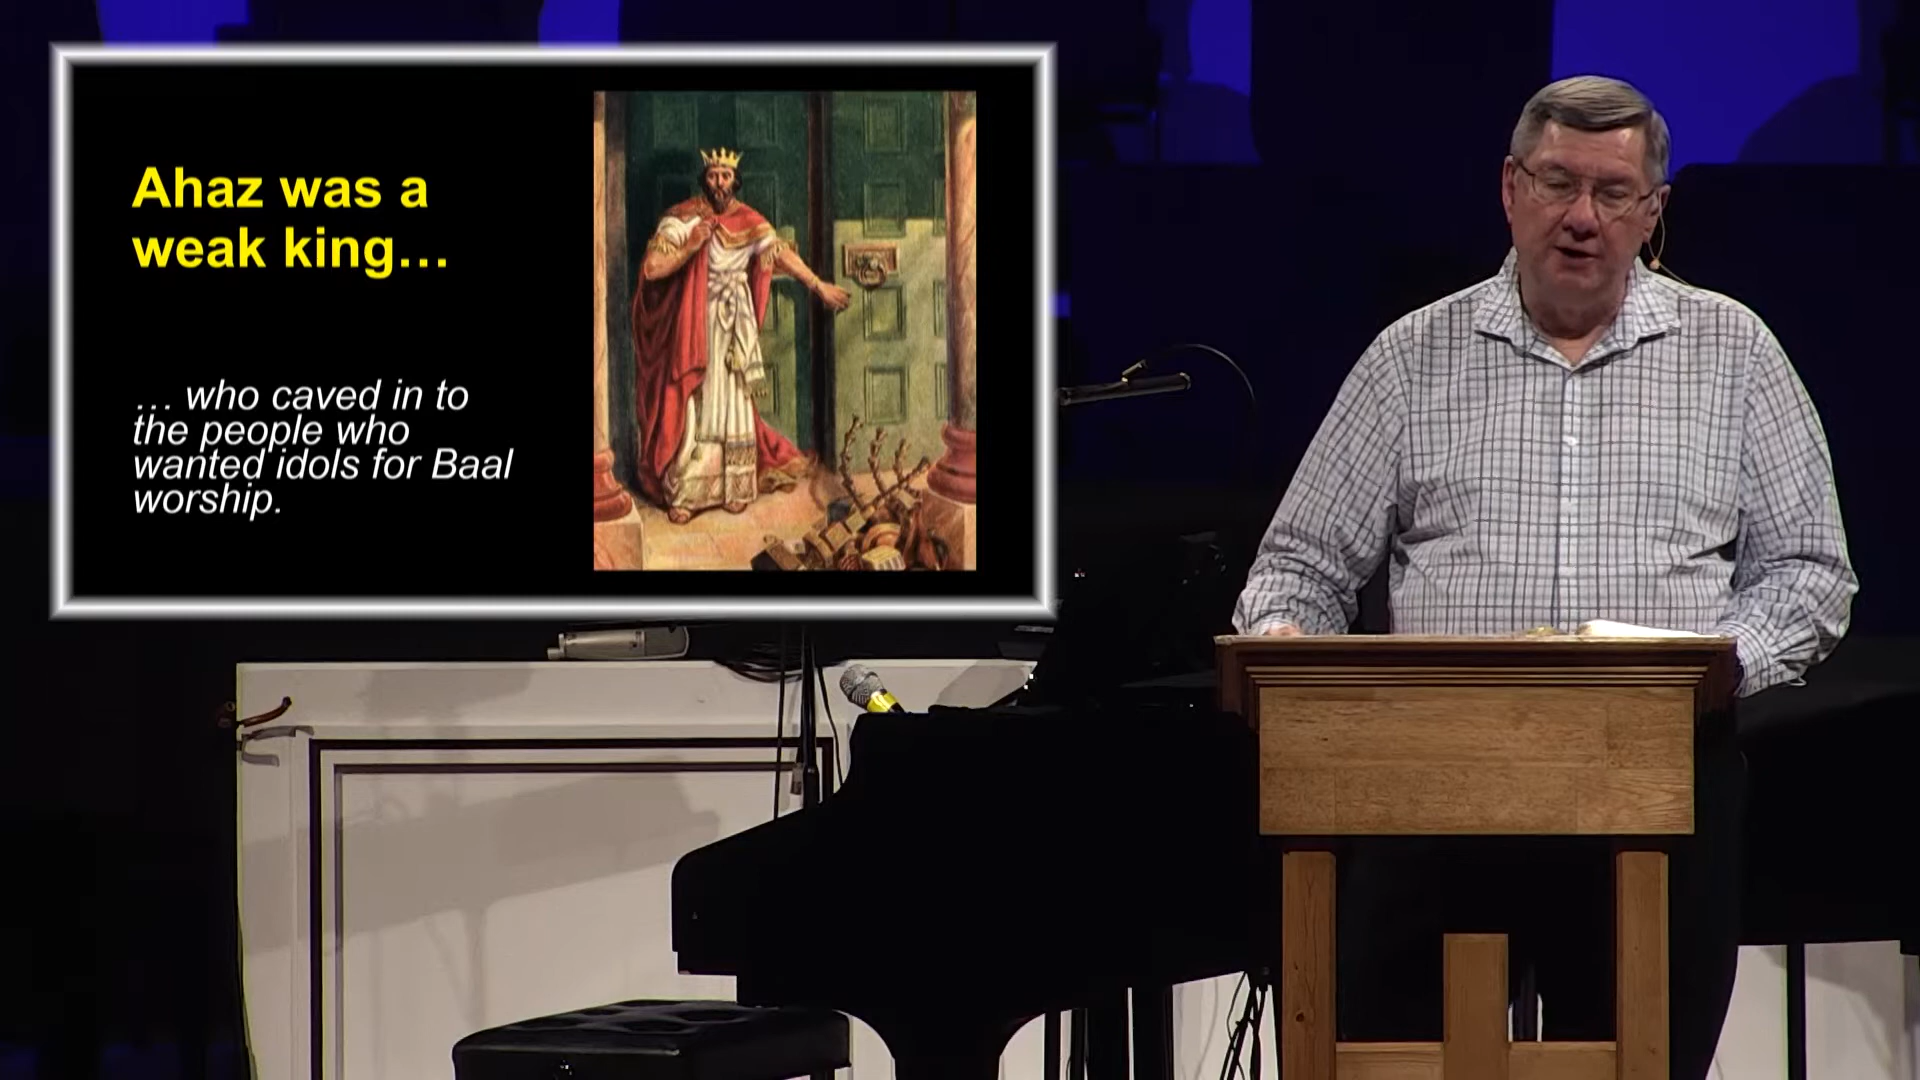 Ahaz was a
weak king…
… who caved in to
the people who
wanted idols for Baal
worship.